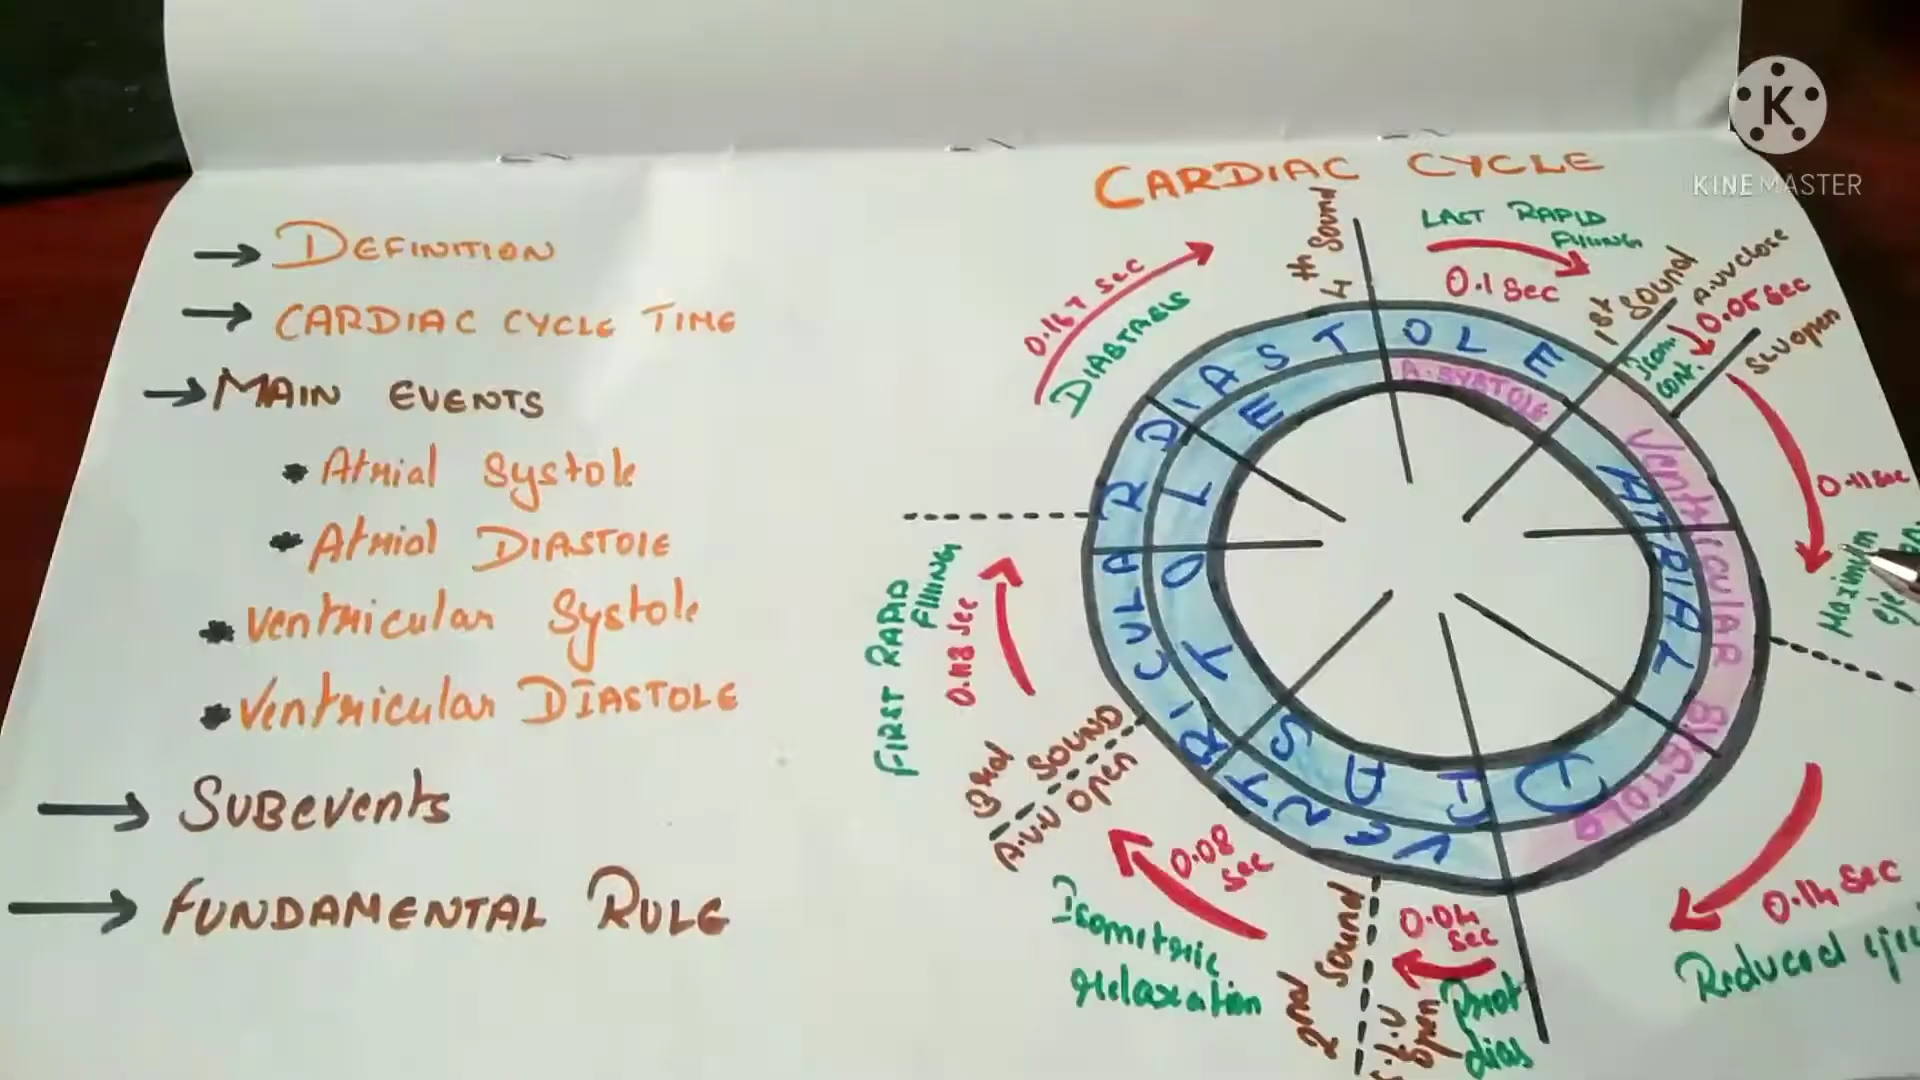 CARDIAC CYCLE
→ DEFINITION
→ CARDIAC CYCLE TIME
→ MAIN EVENTS
* Atrial Systole
* Atrial DIASTOLE
* Ventricular Systole
* Ventricular DIASTOLE
→ SUBevents
→ FUNDAMENTAL RULE
4th Sound
LAST RAPID
Filling
0.1 Sec
1st Sound
A.V.V close
0.05 Sec
Isom.
cont.
S.L.V open
0.11 Sec
Maximum
0.14 Sec
Reduced
Prot
dias
0.04
sec
2nd Sound
S.L.V
open
0.08
sec
Isometric
relaxation
3rd SOUND
A.V.V open
FIRST RAPID
Filling
0.113 Sec
0.167 sec
VENTRICULAR DIASTOLE
A. SYSTOLE
Ventricular SYSTOLE
ATRIAL
DIASTOLE
KINEMASTER